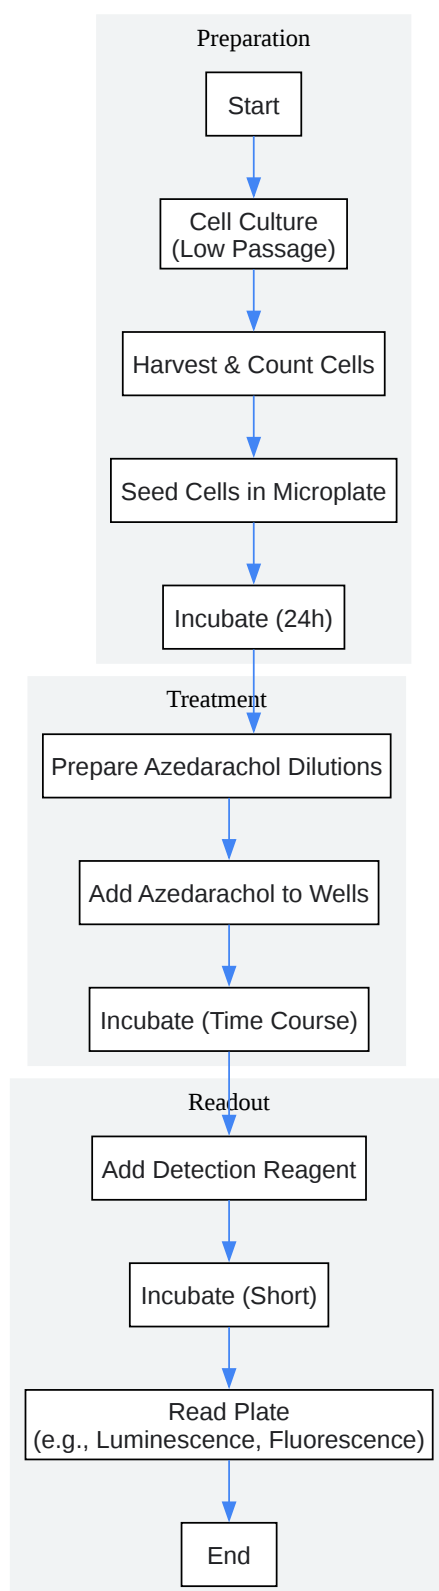 Preparation
Start
Cell Culture
(Low Passage)
Harvest & Count Cells
Seed Cells in Microplate
Incubate (24h)
Treatment
Prepare Azedarachol Dilutions
Add Azedarachol to Wells
Incubate (Time Course)
Readout
Add Detection Reagent
Incubate (Short)
Read Plate
(e.g., Luminescence, Fluorescence)
End